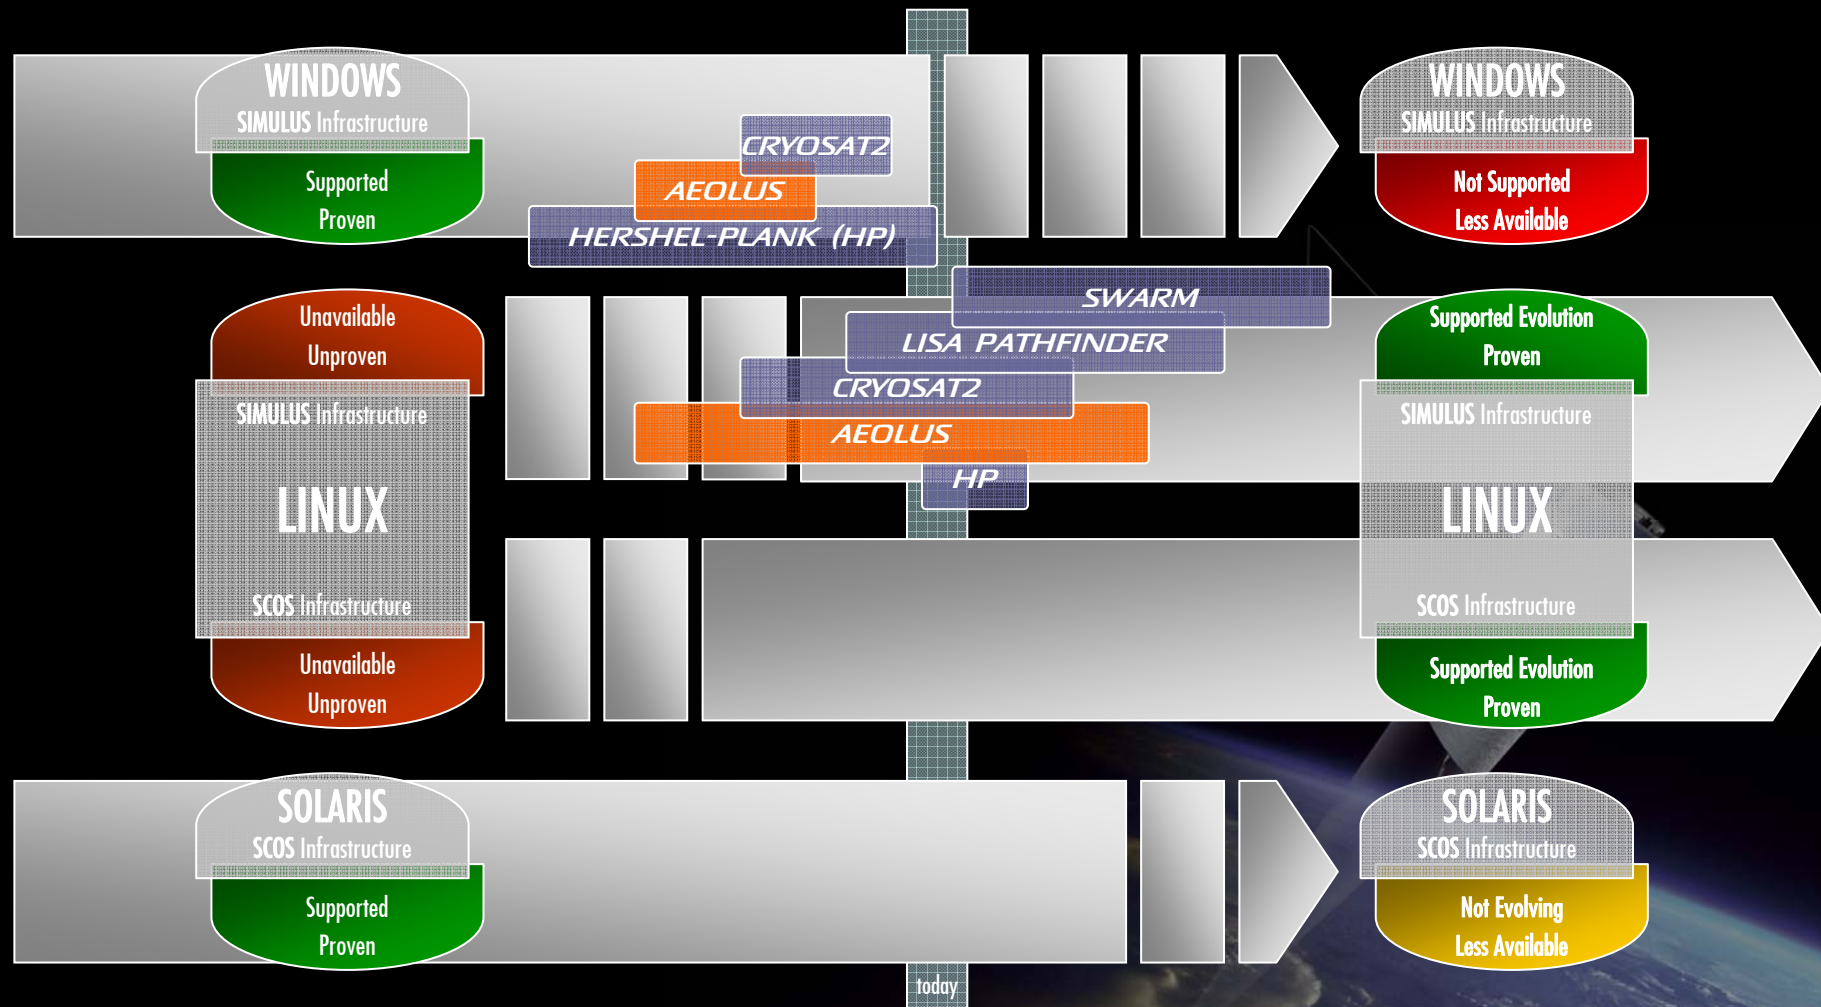 WINDOWS
SIMULUS Infrastructure
Supported
Proven
CRYOSAT2
AEOLUS
HERSHEL-PLANK (HP)
WINDOWS
SIMULUS Infrastructure
Not Supported
Less Available
Unavailable
Unproven
SIMULUS Infrastructure
LINUX
SCOS Infrastructure
Unavailable
Unproven
SWARM
LISA PATHFINDER
CRYOSAT2
AEOLUS
HP
Supported Evolution
Proven
SIMULUS Infrastructure
LINUX
SCOS Infrastructure
Supported Evolution
Proven
SOLARIS
SCOS Infrastructure
Supported
Proven
SOLARIS
SCOS Infrastructure
Not Evolving
Less Available
today